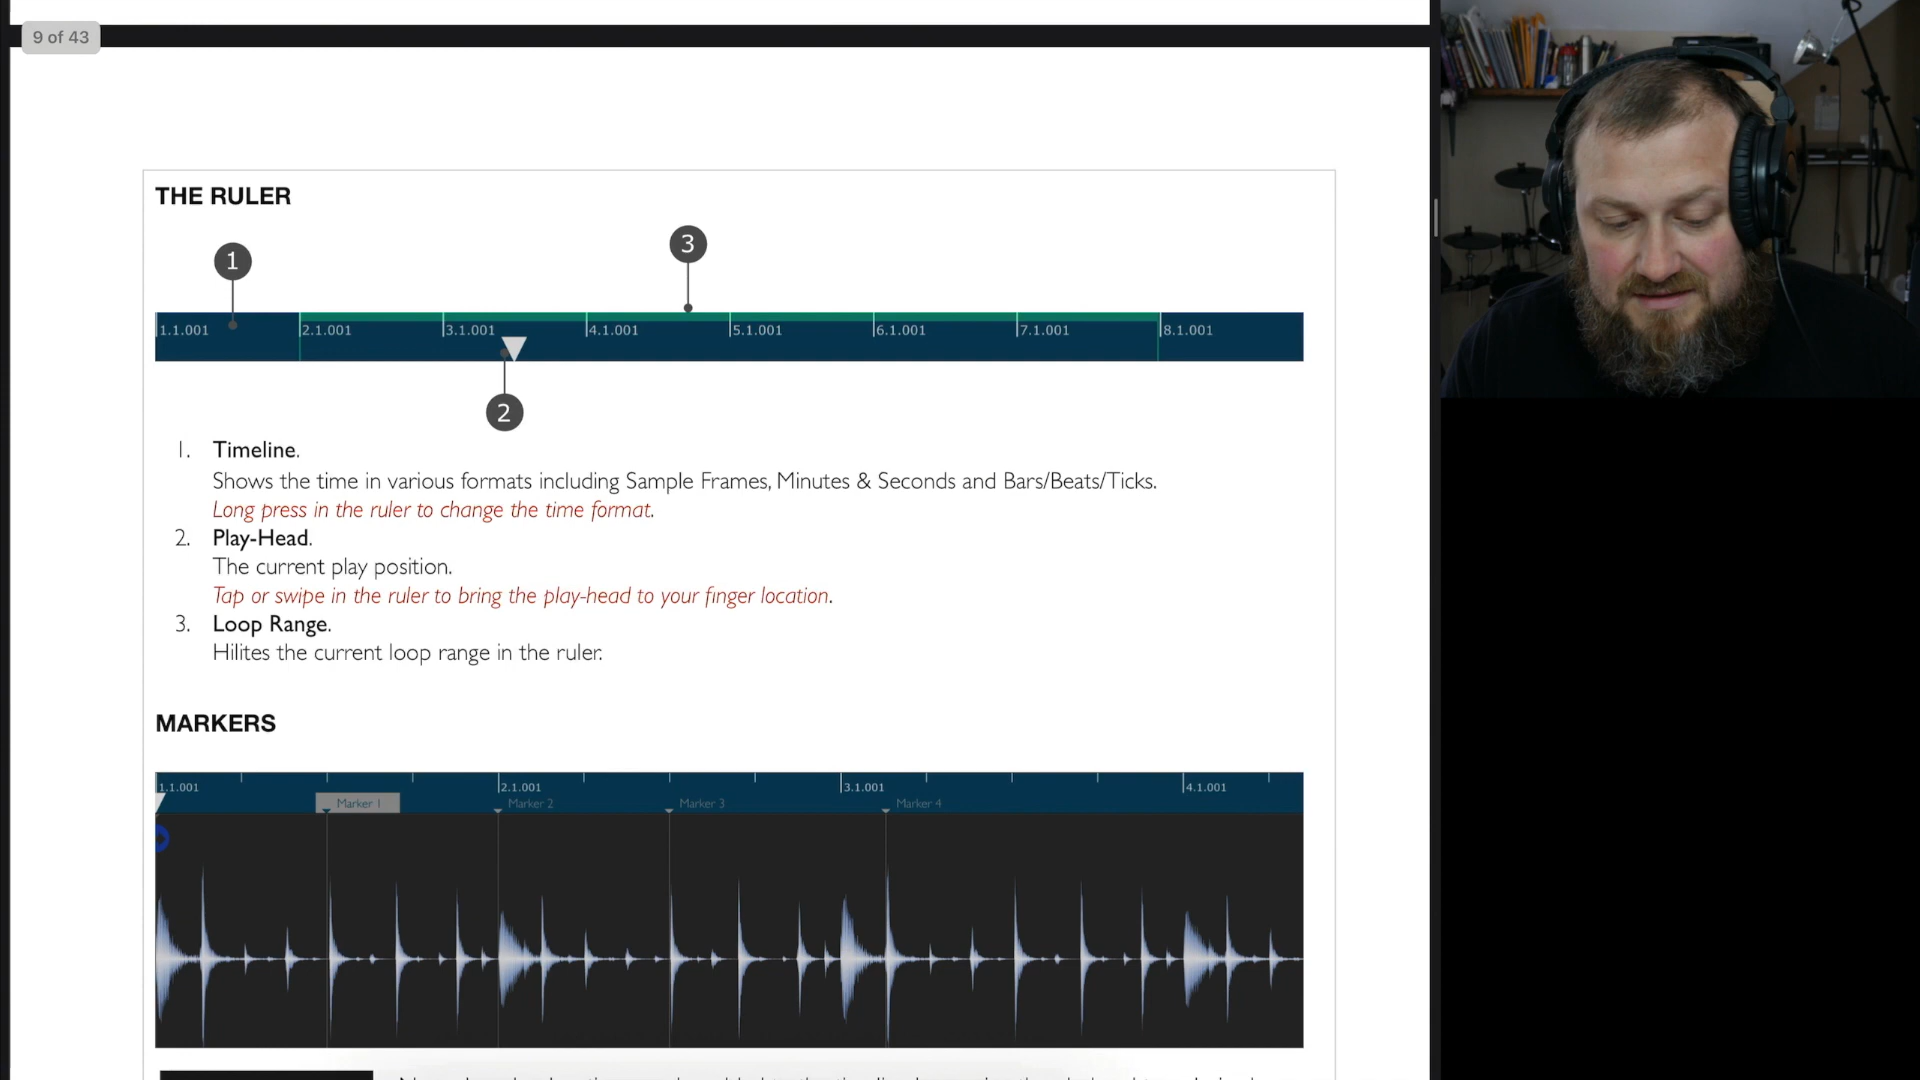 9 of 43
THE RULER
1
3
1.1.001 2.1.001 3.1.001 4.1.001 5.1.001 6.1.001 7.1.001 8.1.001
2
1. Timeline.
Shows the time in various formats including Sample Frames, Minutes & Seconds and Bars/Beats/Ticks.
Long press in the ruler to change the time format.
2. Play-Head.
The current play position.
Tap or swipe in the ruler to bring the play-head to your finger location.
3. Loop Range.
Hilites the current loop range in the ruler.
MARKERS
1.1.001 2.1.001 3.1.001 4.1.001
Marker 1 Marker 2 Marker 3 Marker 4